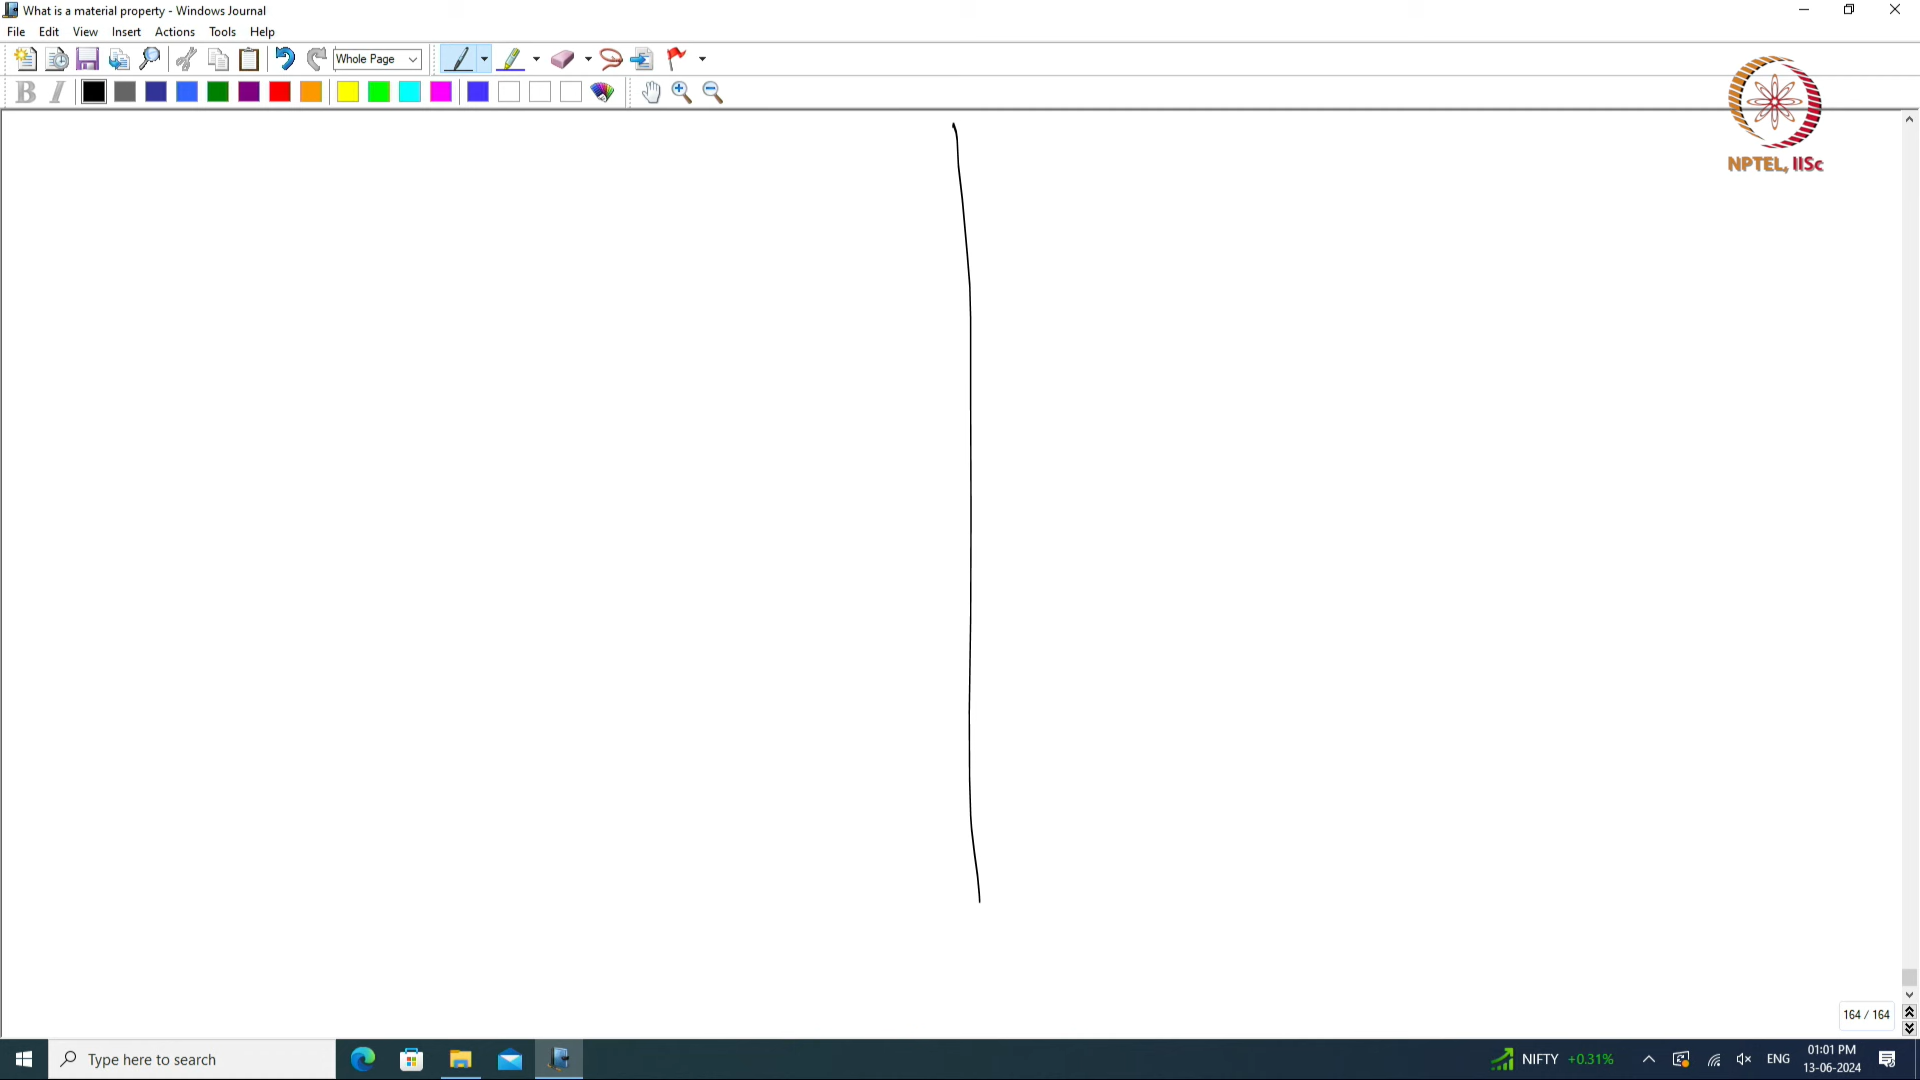 What is a material property - Windows Journal
File Edit View Insert Actions Tools Help
Whole Page
B I
NPTEL, IISc
164 / 164
Type here to search
NIFTY +0.31%
ENG
01:01 PM
13-06-2024